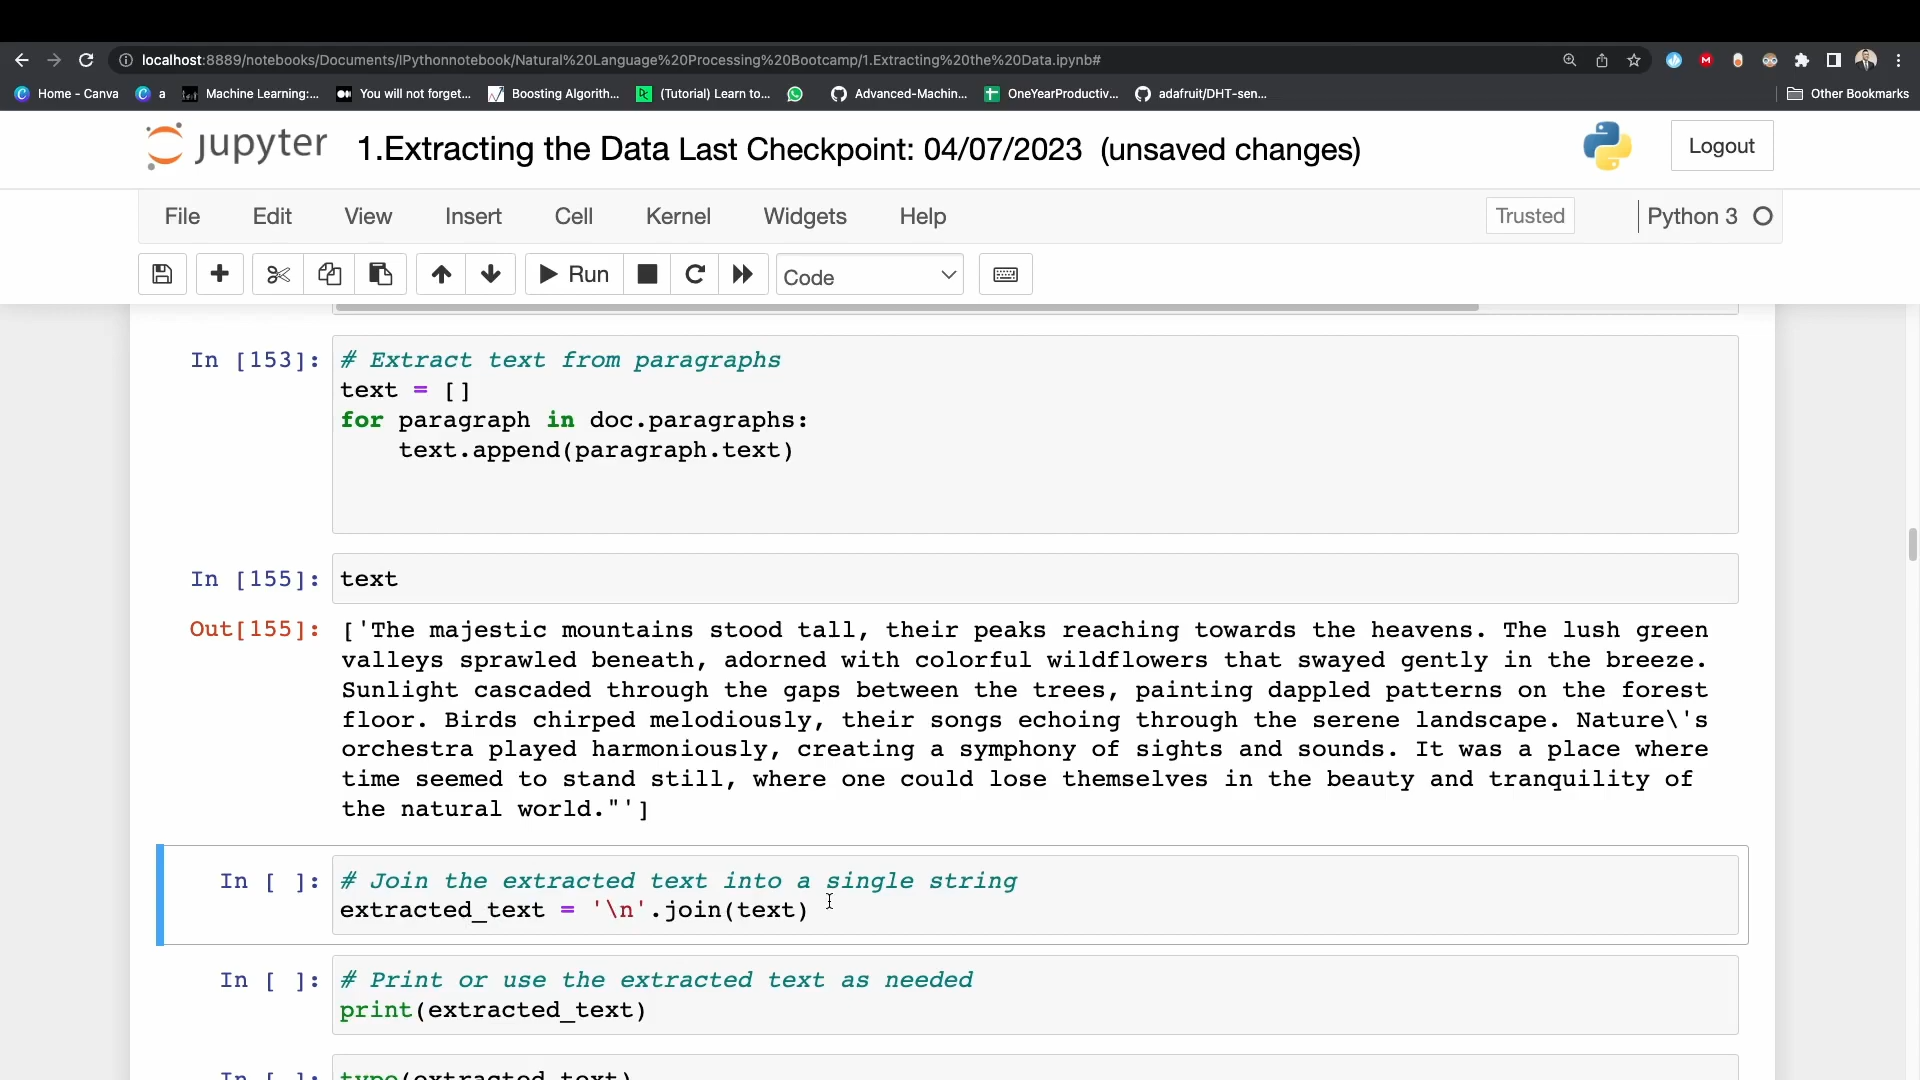 localhost:8889/notebooks/Documents/IPythonnotebook/Natural%20Language%20Processing%20Bootcamp/1.Extracting%20the%20Data.ipynb#
Home - Canva a Machine Learning:... You will not forget... Boosting Algorith... (Tutorial) Learn to... Advanced-Machin... OneYearProductiv... adafruit/DHT-sen... Other Bookmarks
jupyter 1.Extracting the Data Last Checkpoint: 04/07/2023 (unsaved changes) Logout
File Edit View Insert Cell Kernel Widgets Help Trusted Python 3
Run Code
In [153]: # Extract text from paragraphs
text = []
for paragraph in doc.paragraphs:
    text.append(paragraph.text)
In [155]: text
Out[155]: ['The majestic mountains stood tall, their peaks reaching towards the heavens. The lush green
valleys sprawled beneath, adorned with colorful wildflowers that swayed gently in the breeze.
Sunlight cascaded through the gaps between the trees, painting dappled patterns on the forest
floor. Birds chirped melodiously, their songs echoing through the serene landscape. Nature\'s
orchestra played harmoniously, creating a symphony of sights and sounds. It was a place where
time seemed to stand still, where one could lose themselves in the beauty and tranquility of
the natural world."']
In [ ]: # Join the extracted text into a single string
extracted_text = '\n'.join(text)
In [ ]: # Print or use the extracted text as needed
print(extracted_text)
In [ ]: type(extracted_text)